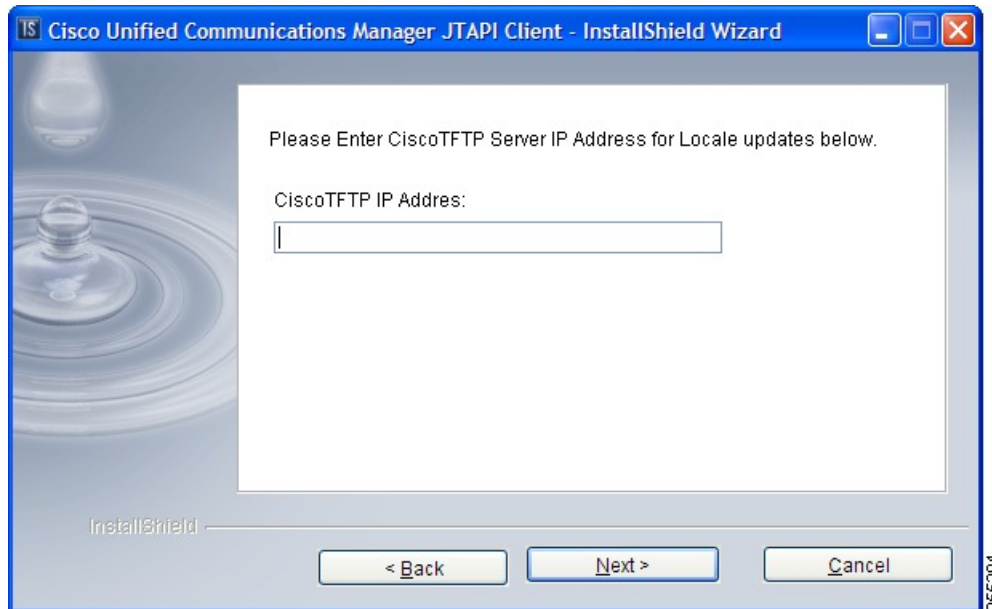 IS Cisco Unified Communications Manager JTAPI Client - InstallShield Wizard
Please Enter CiscoTFTP Server IP Address for Locale updates below.
CiscoTFTP IP Addres:
InstallShield
< Back
Next >
Cancel